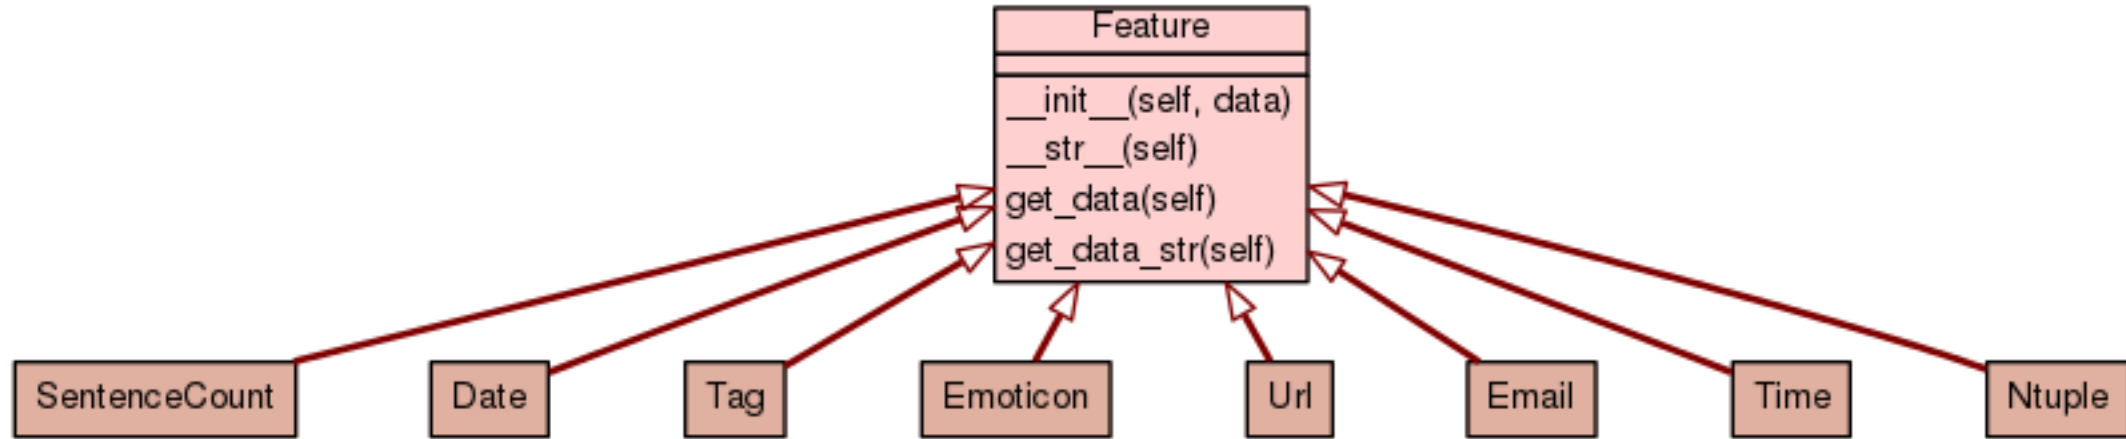 Feature
__init__(self, data)
__str__(self)
get_data(self)
get_data_str(self)
SentenceCount
Date
Tag
Emoticon
Url
Email
Time
Ntuple